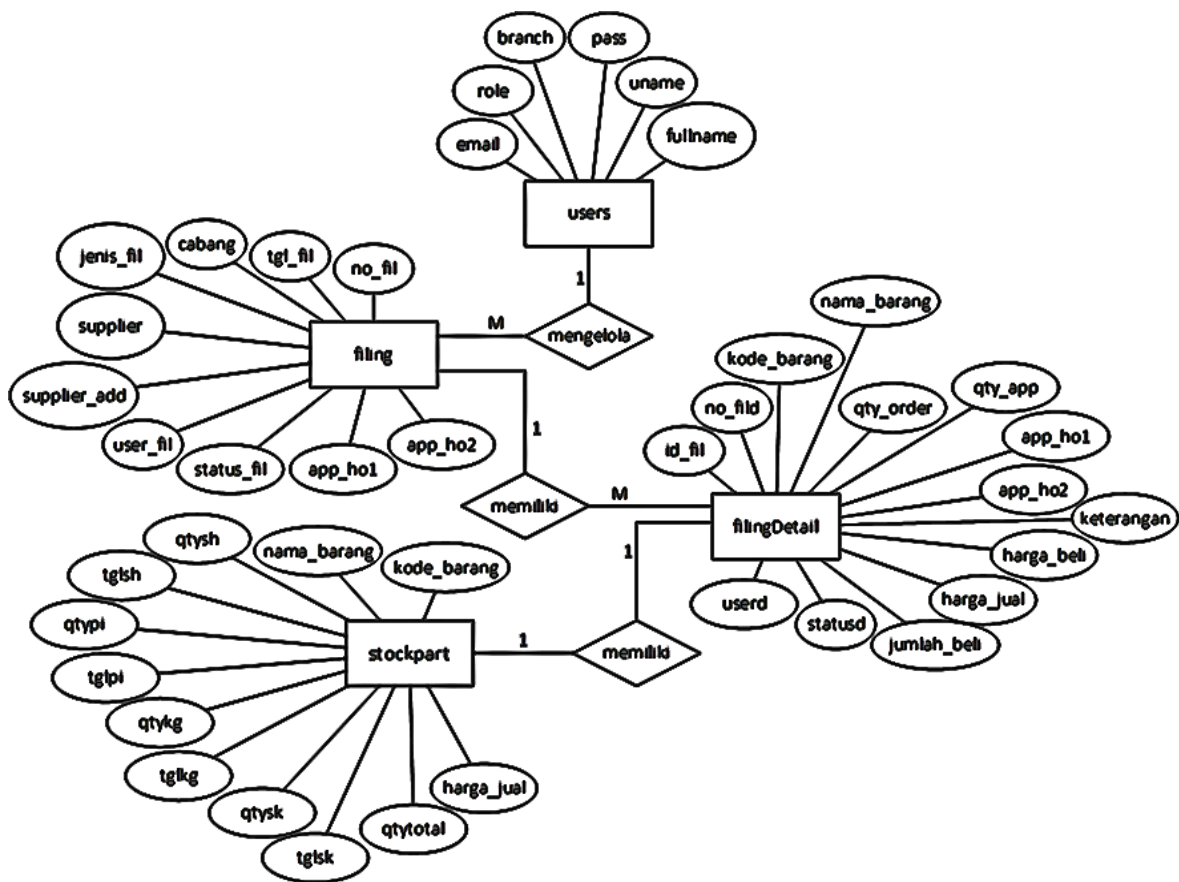 branch
pass
role
uname
email
fullname
users
jenis_fil
cabang
tgl_fil
no_fil
1
supplier
M
mengelola
nama_barang
filing
kode_barang
supplier_add
no_fild
qty_order
qty_app
user_fil
status_fil
app_ho1
app_ho2
1
id_fil
app_ho1
memiliki
M
app_ho2
filingDetail
keterangan
qtysh
nama_barang
kode_barang
1
harga_beli
tglsh
userd
harga_jual
qtypi
statusd
jumlah_beli
stockpart
1
memiliki
tglpi
qtykg
tglkg
harga_jual
qtysk
qtytotal
tglsk